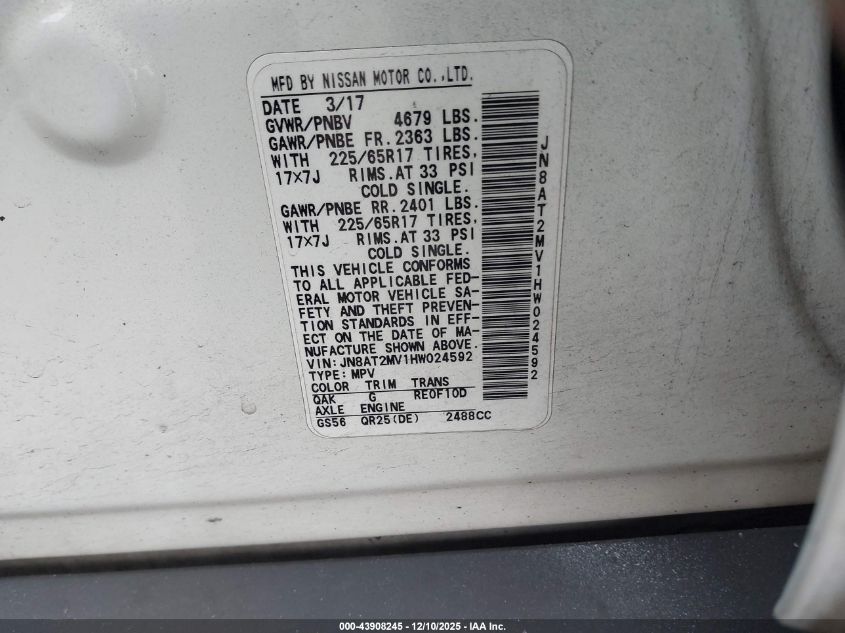 MFD BY NISSAN MOTOR CO.,LTD.
DATE 3/17
GVWR/PNBV 4679 LBS.
GAWR/PNBE FR.2363 LBS.
WITH 225/65R17 TIRES,
17×7J RIMS.AT 33 PSI
COLD SINGLE.
GAWR/PNBE RR.2401 LBS.
WITH 225/65R17 TIRES,
17×7J RIMS.AT 33 PSI
COLD SINGLE.
THIS VEHICLE CONFORMS
TO ALL APPLICABLE FED-
ERAL MOTOR VEHICLE SA-
FETY AND THEFT PREVEN-
TION STANDARDS IN EFF-
ECT ON THE DATE OF MA-
NUFACTURE SHOWN ABOVE.
VIN: JN8AT2MV1HW024592
TYPE: MPV
COLOR TRIM TRANS
QAK G RE0F10D
AXLE ENGINE
GS56 QR25(DE) 2488CC
JN8AT2MV1HW024592
000-43908245 - 12/10/2025 - IAA Inc.